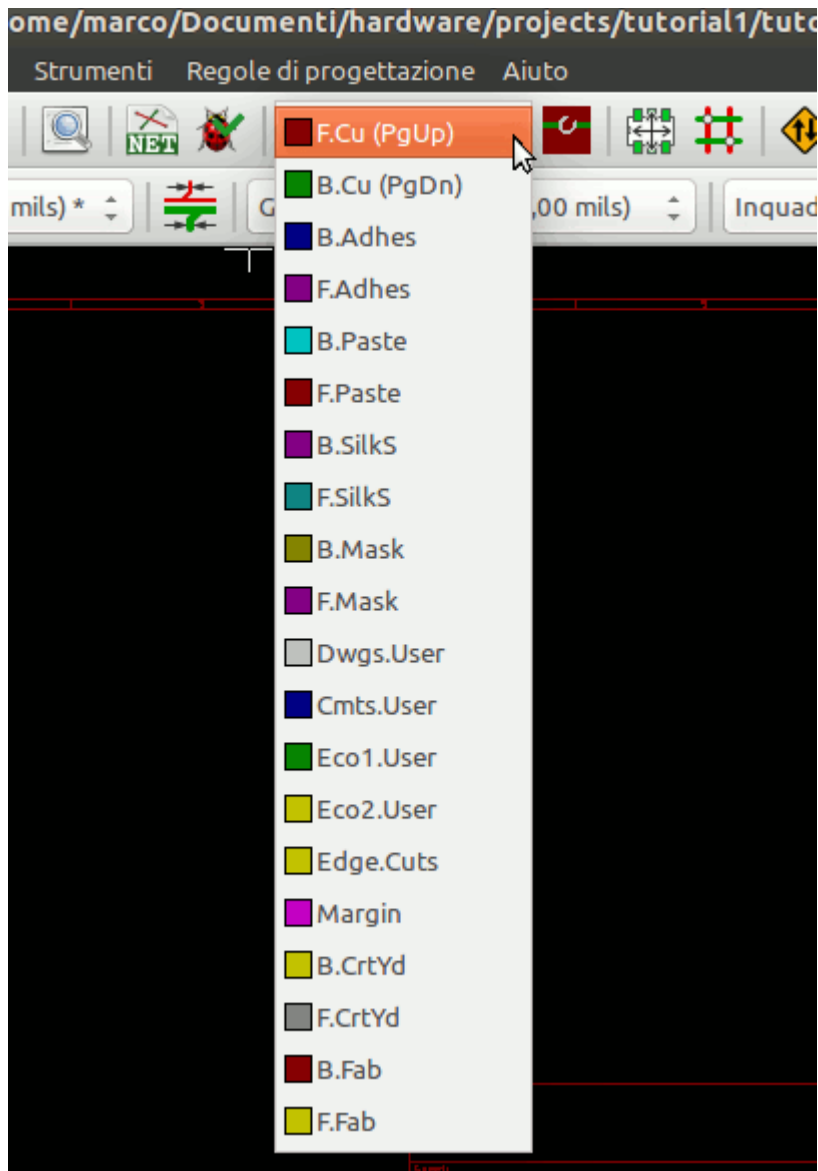 ome/marco/Documenti/hardware/projects/tutorial1/tuto
Strumenti Regole di progettazione Aiuto
NET
mils) * G ,00 mils) Inquad
F.Cu (PgUp)
B.Cu (PgDn)
B.Adhes
F.Adhes
B.Paste
F.Paste
B.SilkS
F.SilkS
B.Mask
F.Mask
Dwgs.User
Cmts.User
Eco1.User
Eco2.User
Edge.Cuts
Margin
B.CrtYd
F.CrtYd
B.Fab
F.Fab